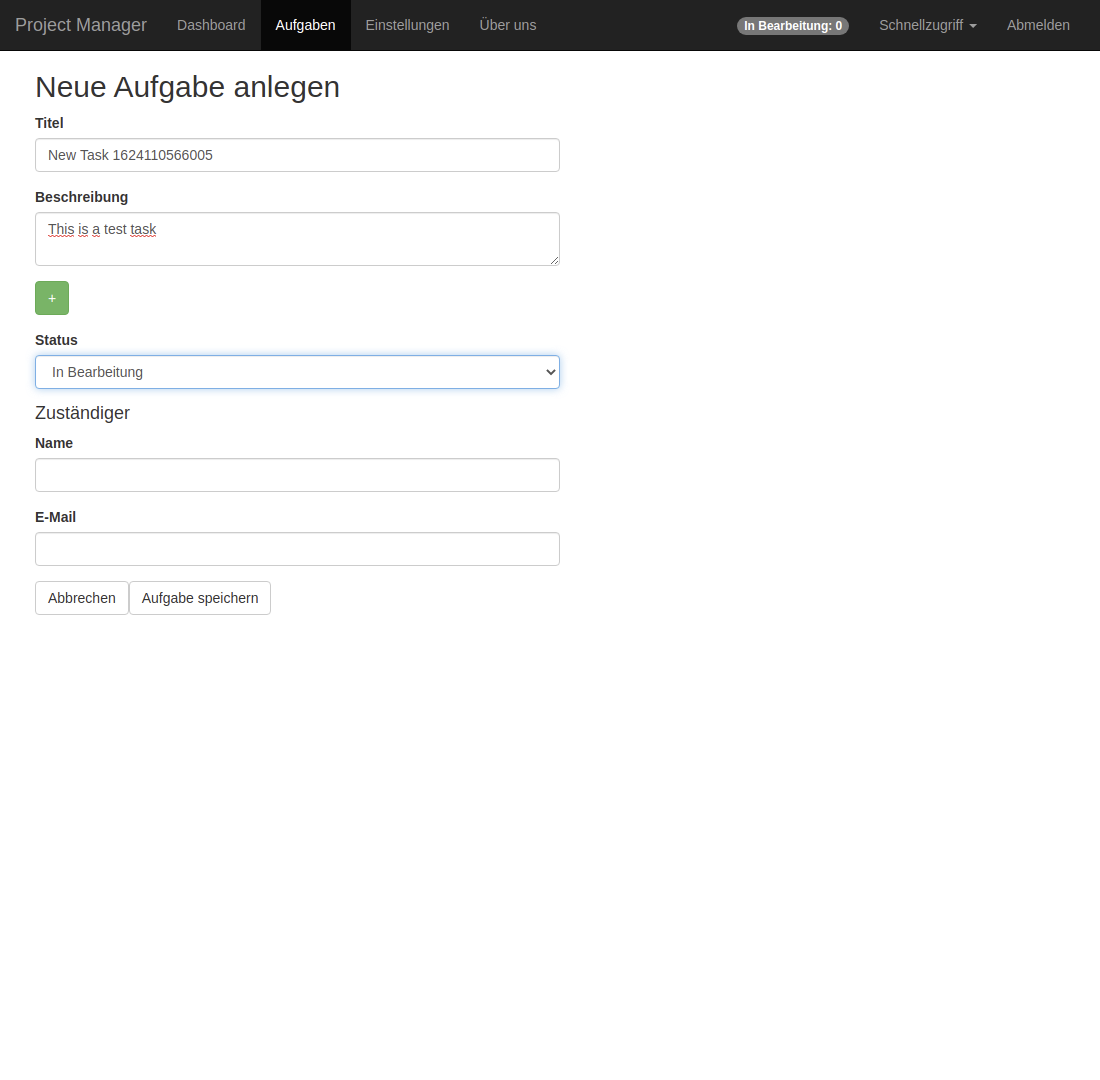 Project Manager Dashboard Aufgaben Einstellungen Über uns In Bearbeitung: 0 Schnellzugriff Abmelden
Neue Aufgabe anlegen
Titel
New Task 1624110566005
Beschreibung
This is a test task
+
Status
In Bearbeitung
Zuständiger
Name
E-Mail
Abbrechen Aufgabe speichern